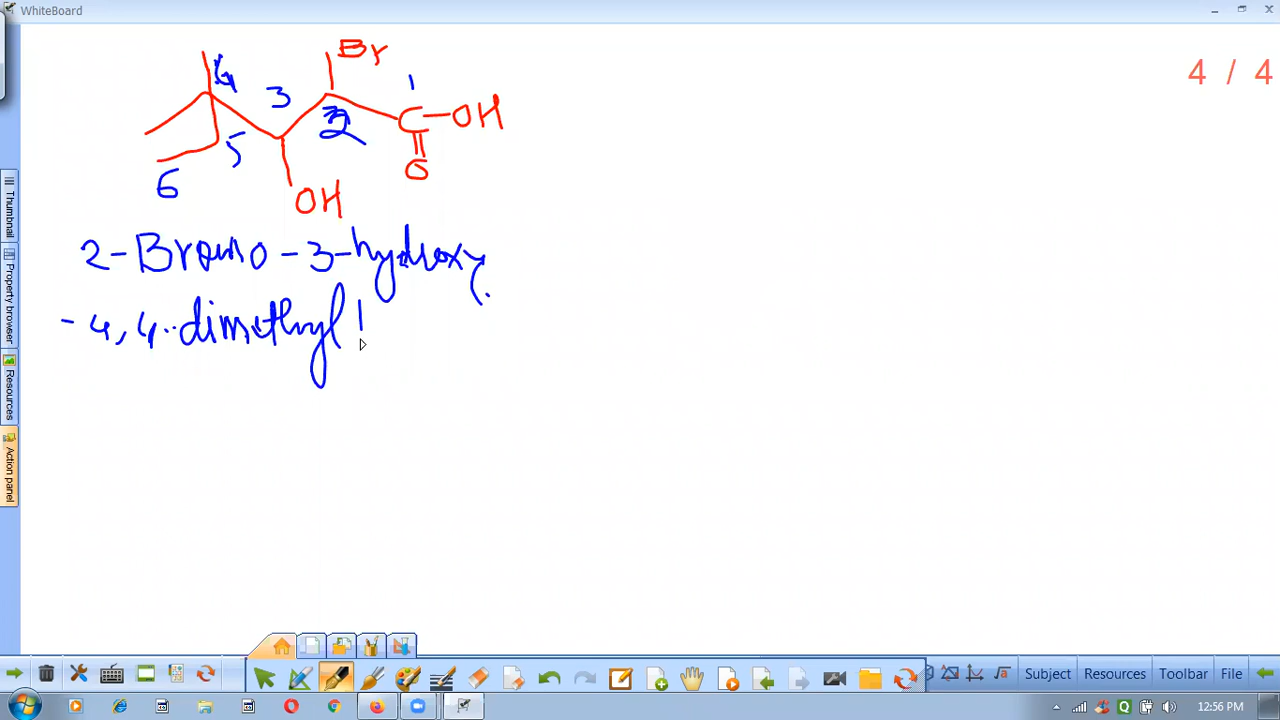 WhiteBoard
4 / 4
Br
4
3
1
2
C
OH
O
5
6
OH
2-Bromo-3-hydroxy
-4,4-dimethyl
Thumbnail
Property browser
Resources
Action panel
Subject
Resources
Toolbar
File
12:56 PM